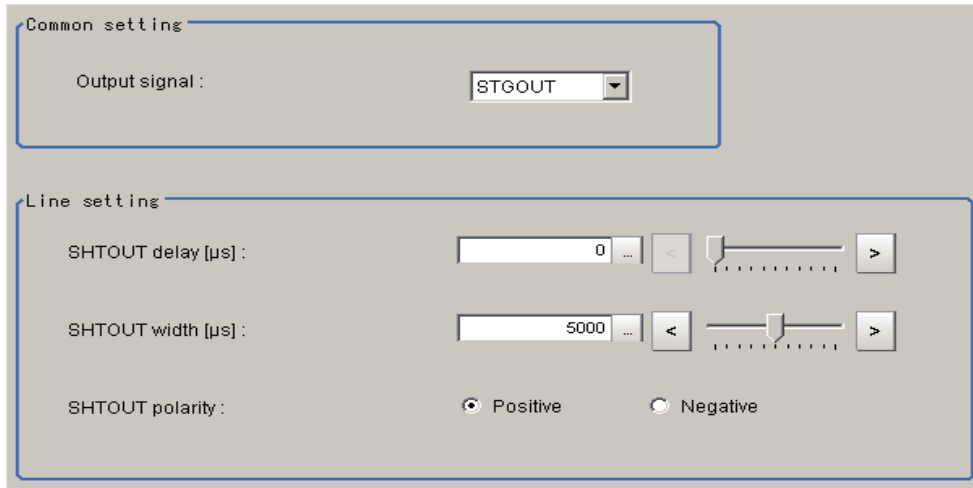 Common setting
Output signal : STGOUT
Line setting
SHTOUT delay [µs] : 0 ... < >
SHTOUT width [µs] : 5000 ... < >
SHTOUT polarity : Positive Negative